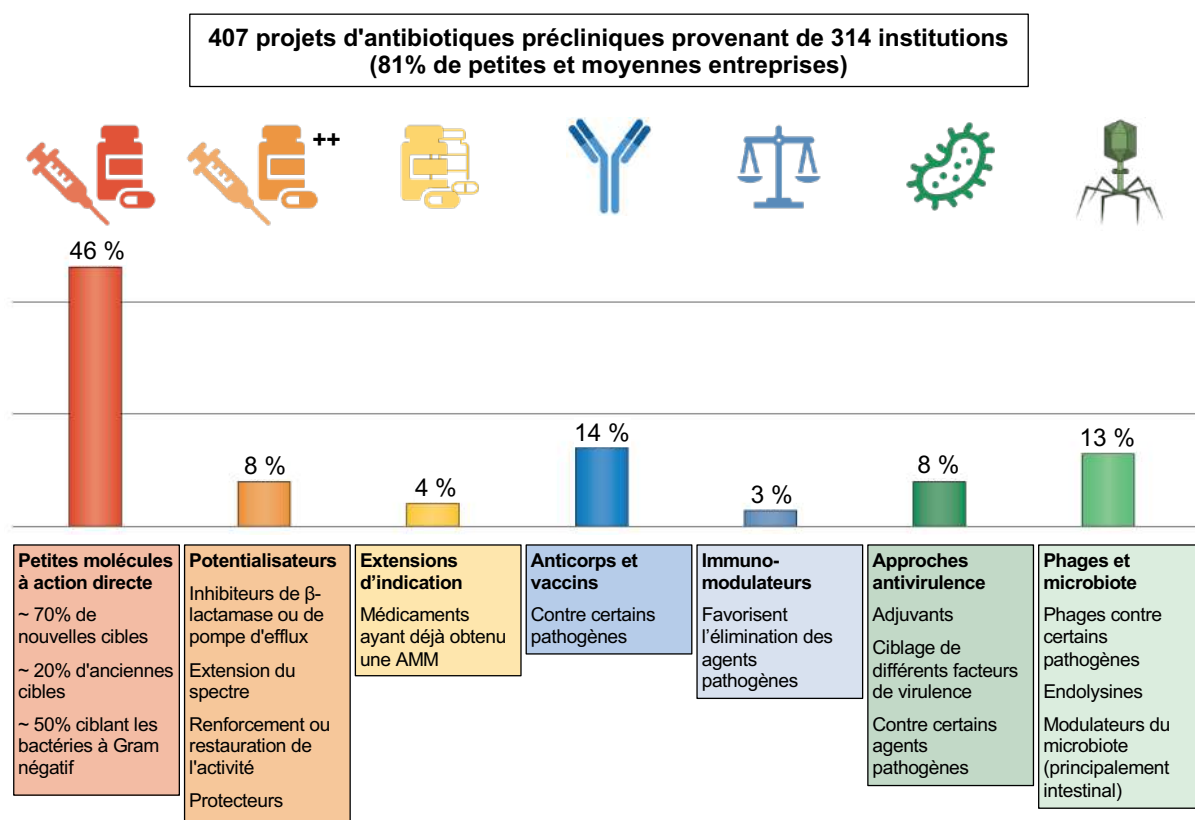 407 projets d'antibiotiques précliniques provenant de 314 institutions
(81% de petites et moyennes entreprises)
++
46 %
8 %
4 %
14 %
3 %
8 %
13 %
Petites molécules
à action directe
~ 70% de
nouvelles cibles
~ 20% d'anciennes
cibles
~ 50% ciblant les
bactéries à Gram
négatif
Potentialisateurs
Inhibiteurs de β-
lactamase ou de
pompe d'efflux
Extension du
spectre
Renforcement ou
restauration de
l'activité
Protecteurs
Extensions
d’indication
Médicaments
ayant déjà obtenu
une AMM
Anticorps et
vaccins
Contre certains
pathogènes
Immuno-
modulateurs
Favorisent
l’élimination des
agents
pathogènes
Approches
antivirulence
Adjuvants
Ciblage de
différents facteurs
de virulence
Contre certains
agents
pathogènes
Phages et
microbiote
Phages contre
certains
pathogènes
Endolysines
Modulateurs du
microbiote
(principalement
intestinal)